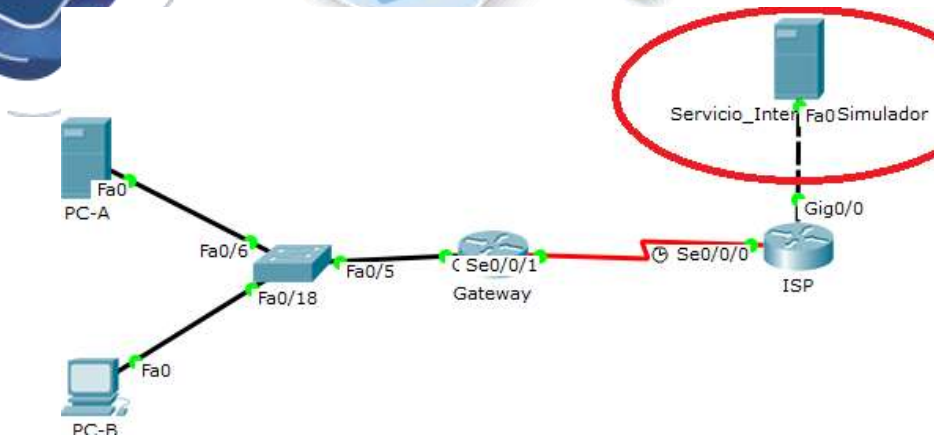 Servicio_Inter Fa0 Simulador
Fa0
PC-A
Gig0/0
Fa0/6
Fa0/5
Se0/0/1
Se0/0/0
ISP
Gateway
Fa0/18
Fa0
PC-B